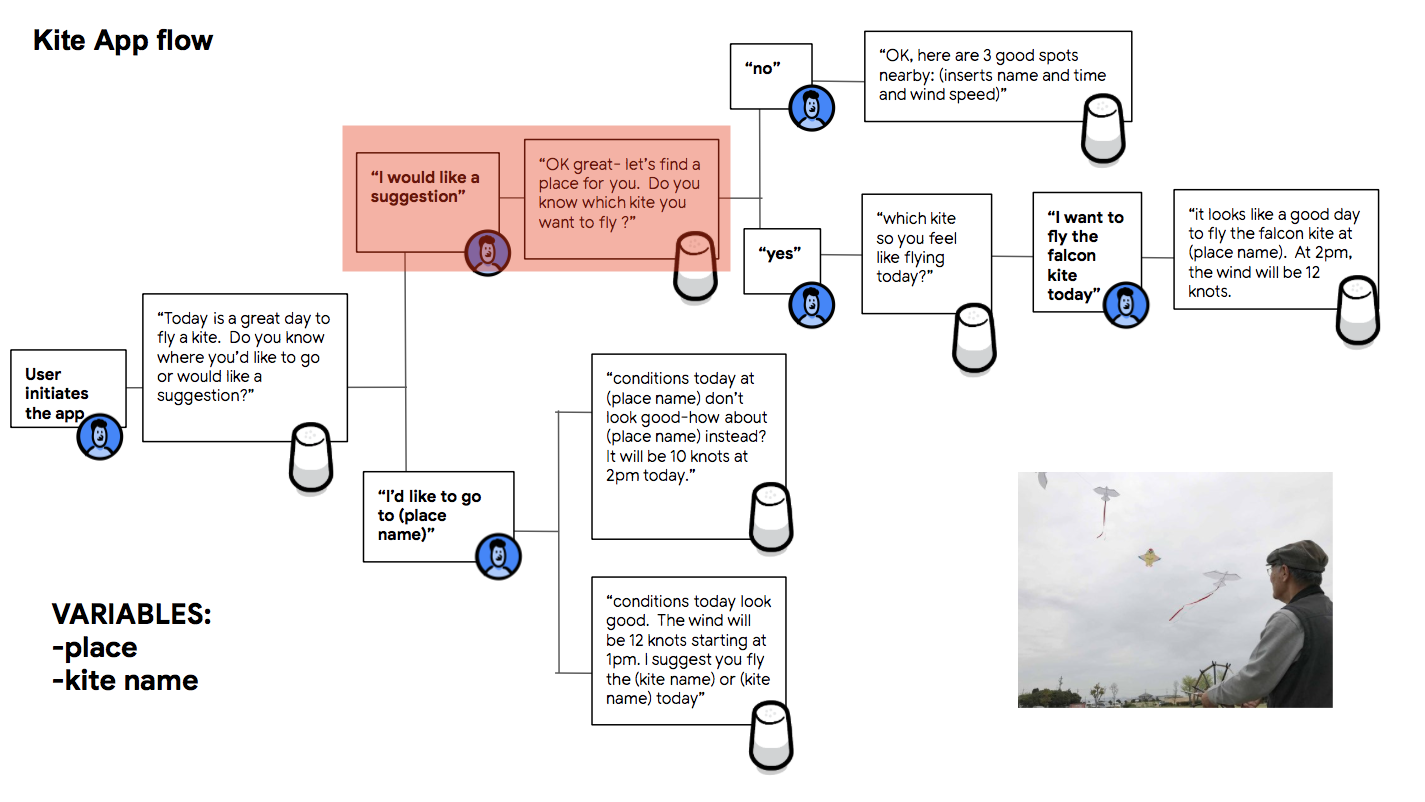 Kite App flow
User
initiates
the app
“Today is a great day to
fly a kite.  Do you know
where you’d like to go
or would like a
suggestion?”
“I would like a
suggestion”
“OK great- let’s find a
place for you.  Do you
know which kite you
want to fly ?”
“no”
“OK, here are 3 good spots
nearby: (inserts name and time
and wind speed)”
“yes”
“which kite
so you feel
like flying
today?”
“I want to
fly the
falcon
kite
today”
“it looks like a good day
to fly the falcon kite at
(place name).  At 2pm,
the wind will be 12
knots.
“I’d like to go
to (place
name)”
“conditions today at
(place name) don’t
look good-how about
(place name) instead?
It will be 10 knots at
2pm today.”
“conditions today look
good.  The wind will
be 12 knots starting at
1pm. I suggest you fly
the (kite name) or (kite
name) today”
VARIABLES:
-place
-kite name